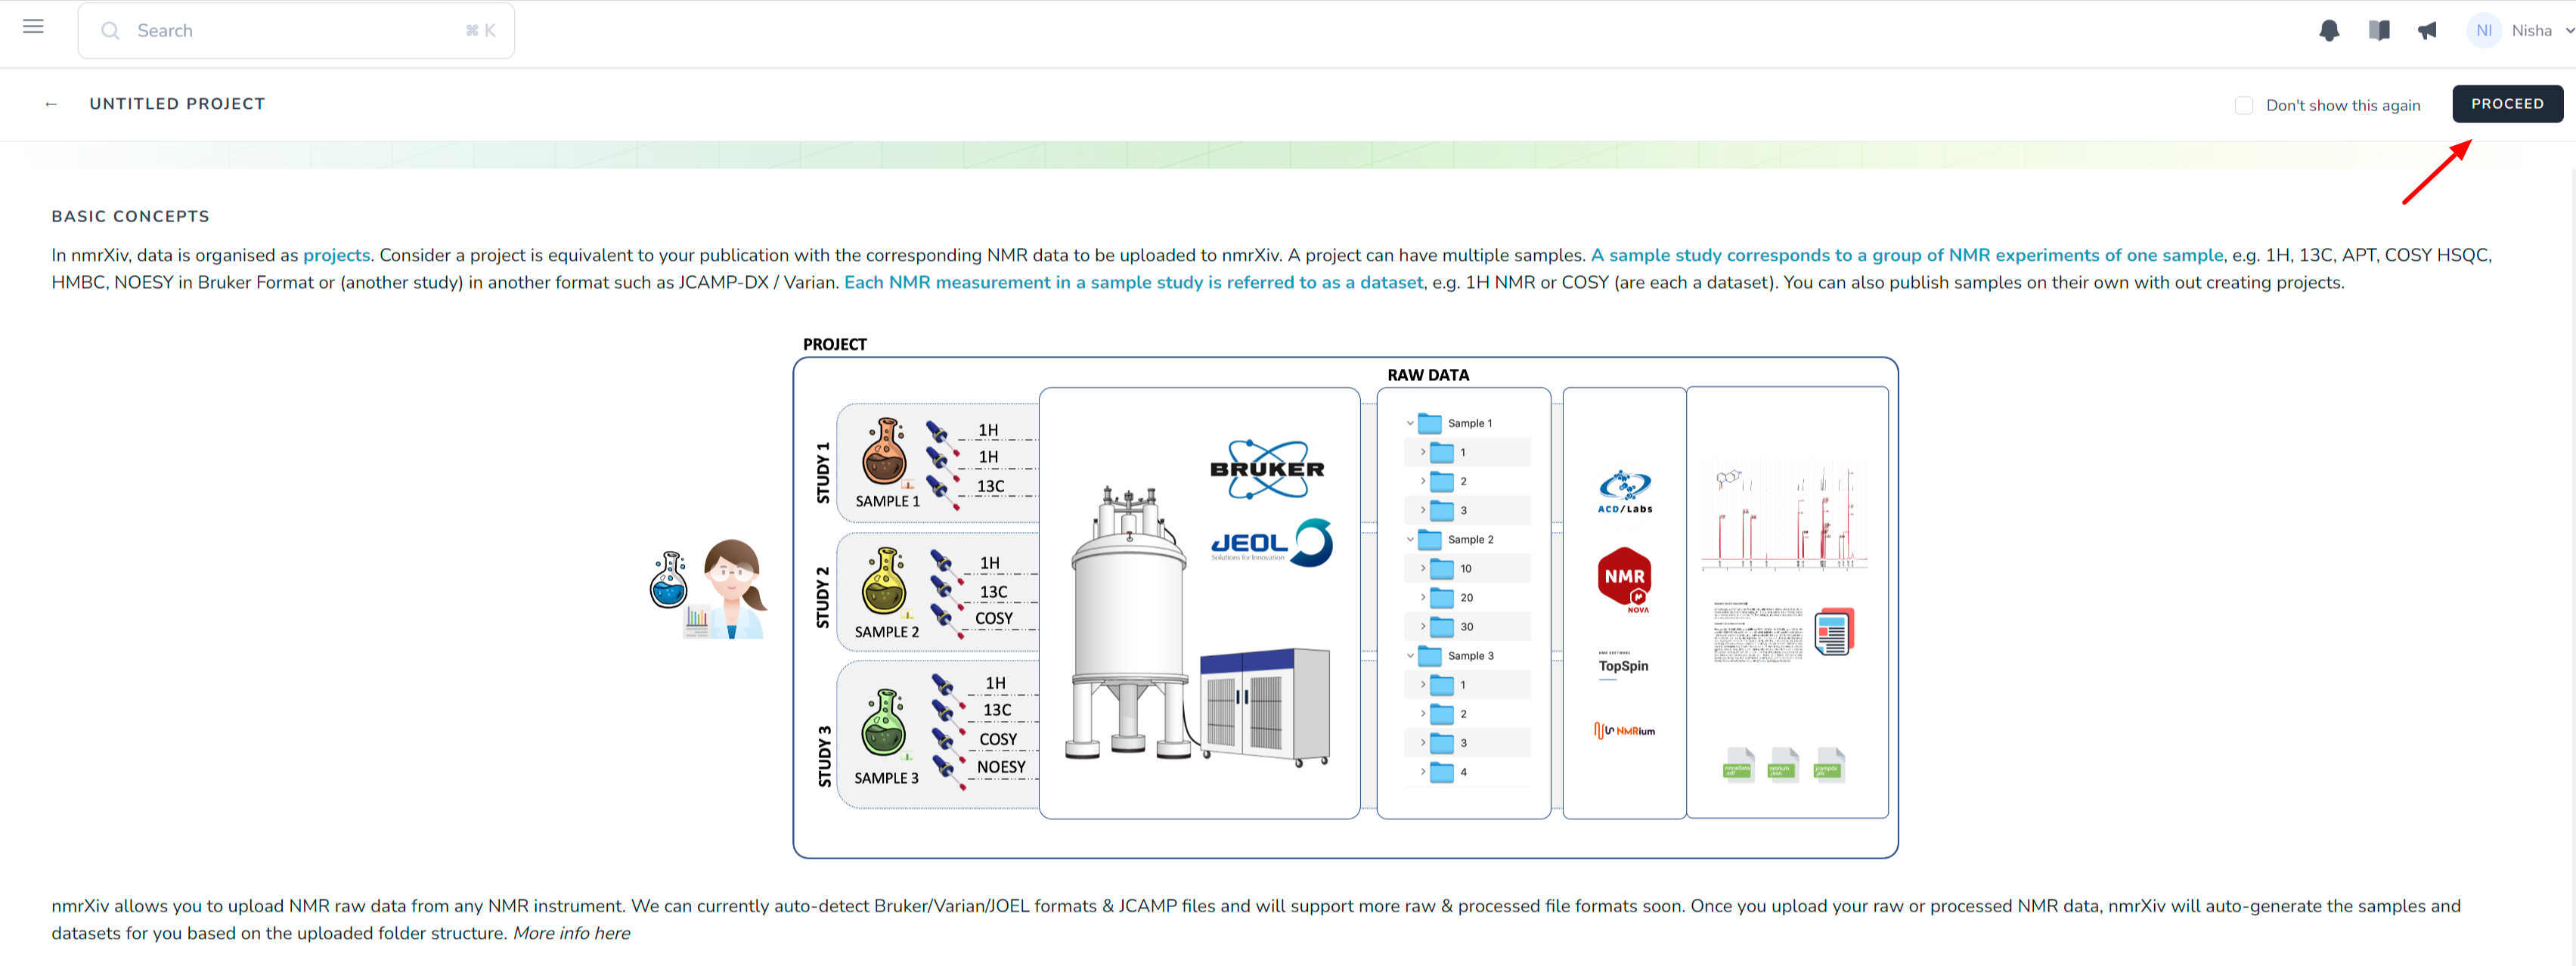 Search ⌘ K
NI Nisha
← UNTITLED PROJECT
Don't show this again
PROCEED
BASIC CONCEPTS
In nmrXiv, data is organised as projects. Consider a project is equivalent to your publication with the corresponding NMR data to be uploaded to nmrXiv. A project can have multiple samples. A sample study corresponds to a group of NMR experiments of one sample, e.g. 1H, 13C, APT, COSY HSQC,
HMBC, NOESY in Bruker Format or (another study) in another format such as JCAMP-DX / Varian. Each NMR measurement in a sample study is referred to as a dataset, e.g. 1H NMR or COSY (are each a dataset). You can also publish samples on their own with out creating projects.
PROJECT
STUDY 1
SAMPLE 1
1H
1H
13C
STUDY 2
SAMPLE 2
1H
13C
COSY
STUDY 3
SAMPLE 3
1H
13C
COSY
NOESY
BRUKER
JEOL
Solutions for Innovation
RAW DATA
Sample 1
1
2
3
Sample 2
10
20
30
Sample 3
1
2
3
4
ACD/Labs
NMR
NOVA
TopSpin
NMRium
nmrXiv allows you to upload NMR raw data from any NMR instrument. We can currently auto-detect Bruker/Varian/JOEL formats & JCAMP files and will support more raw & processed file formats soon. Once you upload your raw or processed NMR data, nmrXiv will auto-generate the samples and
datasets for you based on the uploaded folder structure. More info here